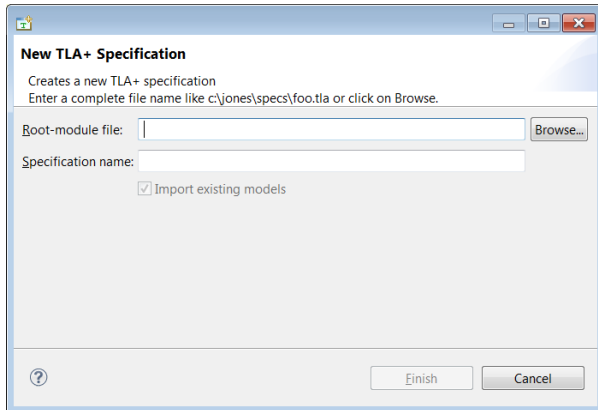 New TLA+ Specification
Creates a new TLA+ specification
Enter a complete file name like c:\jones\specs\foo.tla or click on Browse.
Root-module file:
Browse...
Specification name:
Import existing models
Finish
Cancel